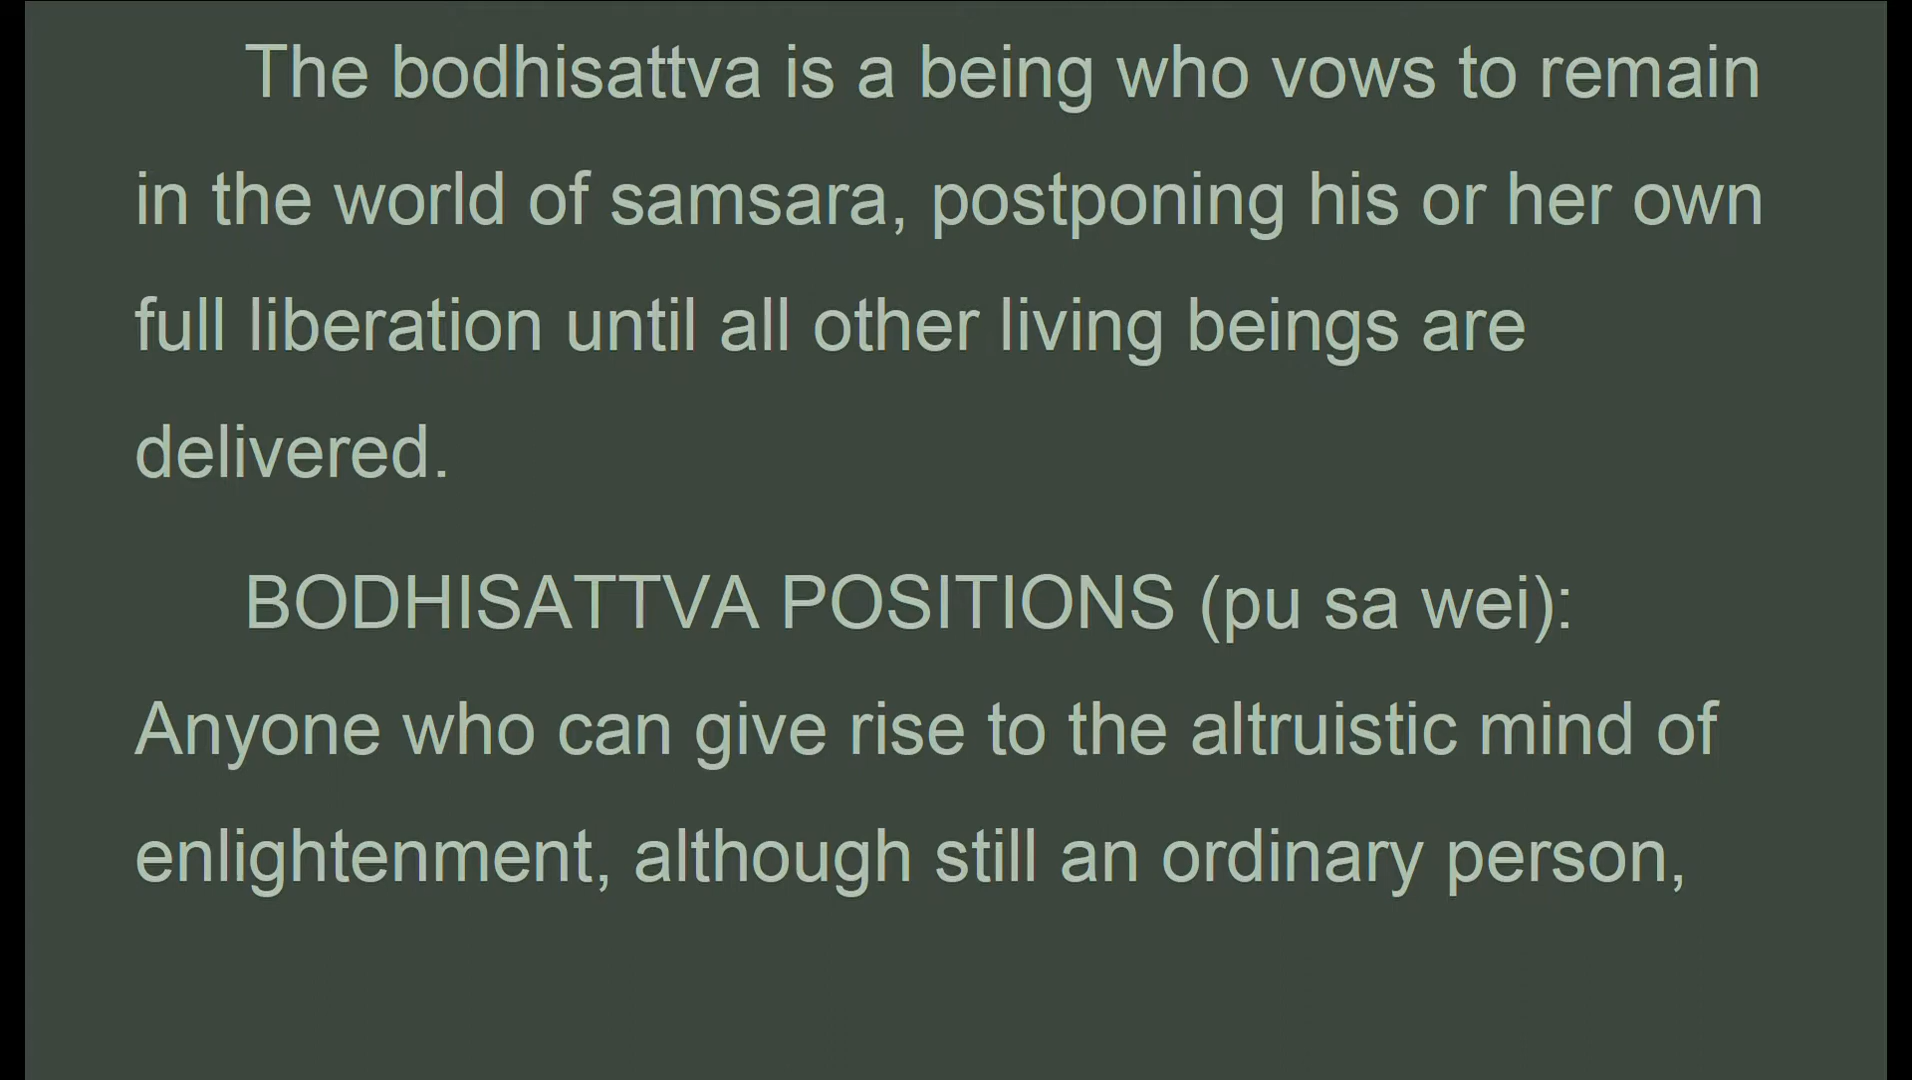 The bodhisattva is a being who vows to remain
in the world of samsara, postponing his or her own
full liberation until all other living beings are
delivered.
BODHISATTVA POSITIONS (pu sa wei):
Anyone who can give rise to the altruistic mind of
enlightenment, although still an ordinary person,